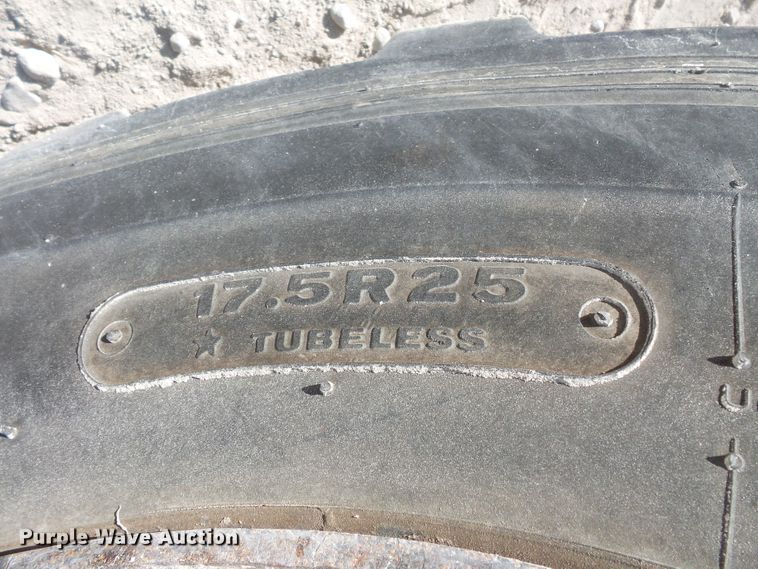 17.5R25
★ TUBELESS
Purple Wave Auction